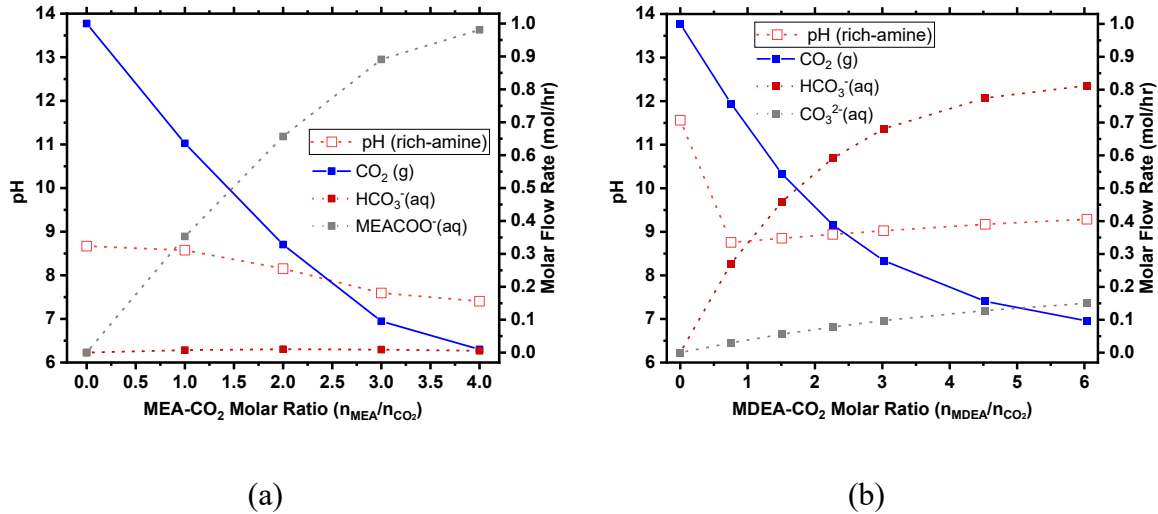 pH
14
13
12
11
10
9
8
7
6
pH (rich-amine)
CO₂ (g)
HCO₃⁻(aq)
MEACOO⁻(aq)
1.0
0.9
0.8
0.7
0.6
0.5
0.4
0.3
0.2
0.1
0.0
Molar Flow Rate (mol/hr)
0.0 0.5 1.0 1.5 2.0 2.5 3.0 3.5 4.0
MEA-CO₂ Molar Ratio (n_MEA/n_CO₂)
(a)
pH
14
13
12
11
10
9
8
7
6
pH (rich-amine)
CO₂ (g)
HCO₃⁻(aq)
CO₃²⁻(aq)
1.0
0.9
0.8
0.7
0.6
0.5
0.4
0.3
0.2
0.1
0.0
Molar Flow Rate (mol/hr)
0 1 2 3 4 5 6
MDEA-CO₂ Molar Ratio (n_MDEA/n_CO₂)
(b)